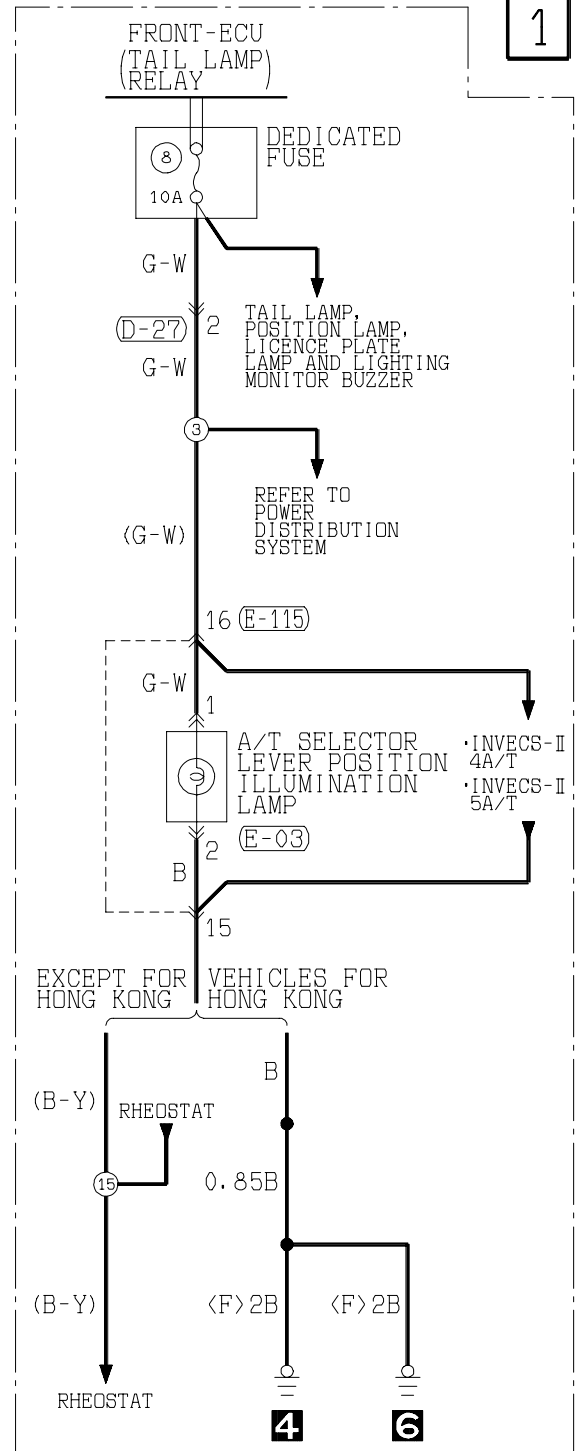 1
FRONT-ECU
(TAIL LAMP)
RELAY
DEDICATED
FUSE
8
10A
G-W
TAIL LAMP,
POSITION LAMP,
LICENCE PLATE
LAMP AND LIGHTING
MONITOR BUZZER
D-27
2
G-W
3
REFER TO
POWER
DISTRIBUTION
SYSTEM
(G-W)
16
E-115
G-W
1
A/T SELECTOR
LEVER POSITION
ILLUMINATION
LAMP
·INVECS-II
4A/T
·INVECS-II
5A/T
2
E-03
B
15
EXCEPT FOR
HONG KONG
VEHICLES FOR
HONG KONG
B
(B-Y)
RHEOSTAT
15
0.85B
(B-Y)
<F>2B
<F>2B
RHEOSTAT
4
6